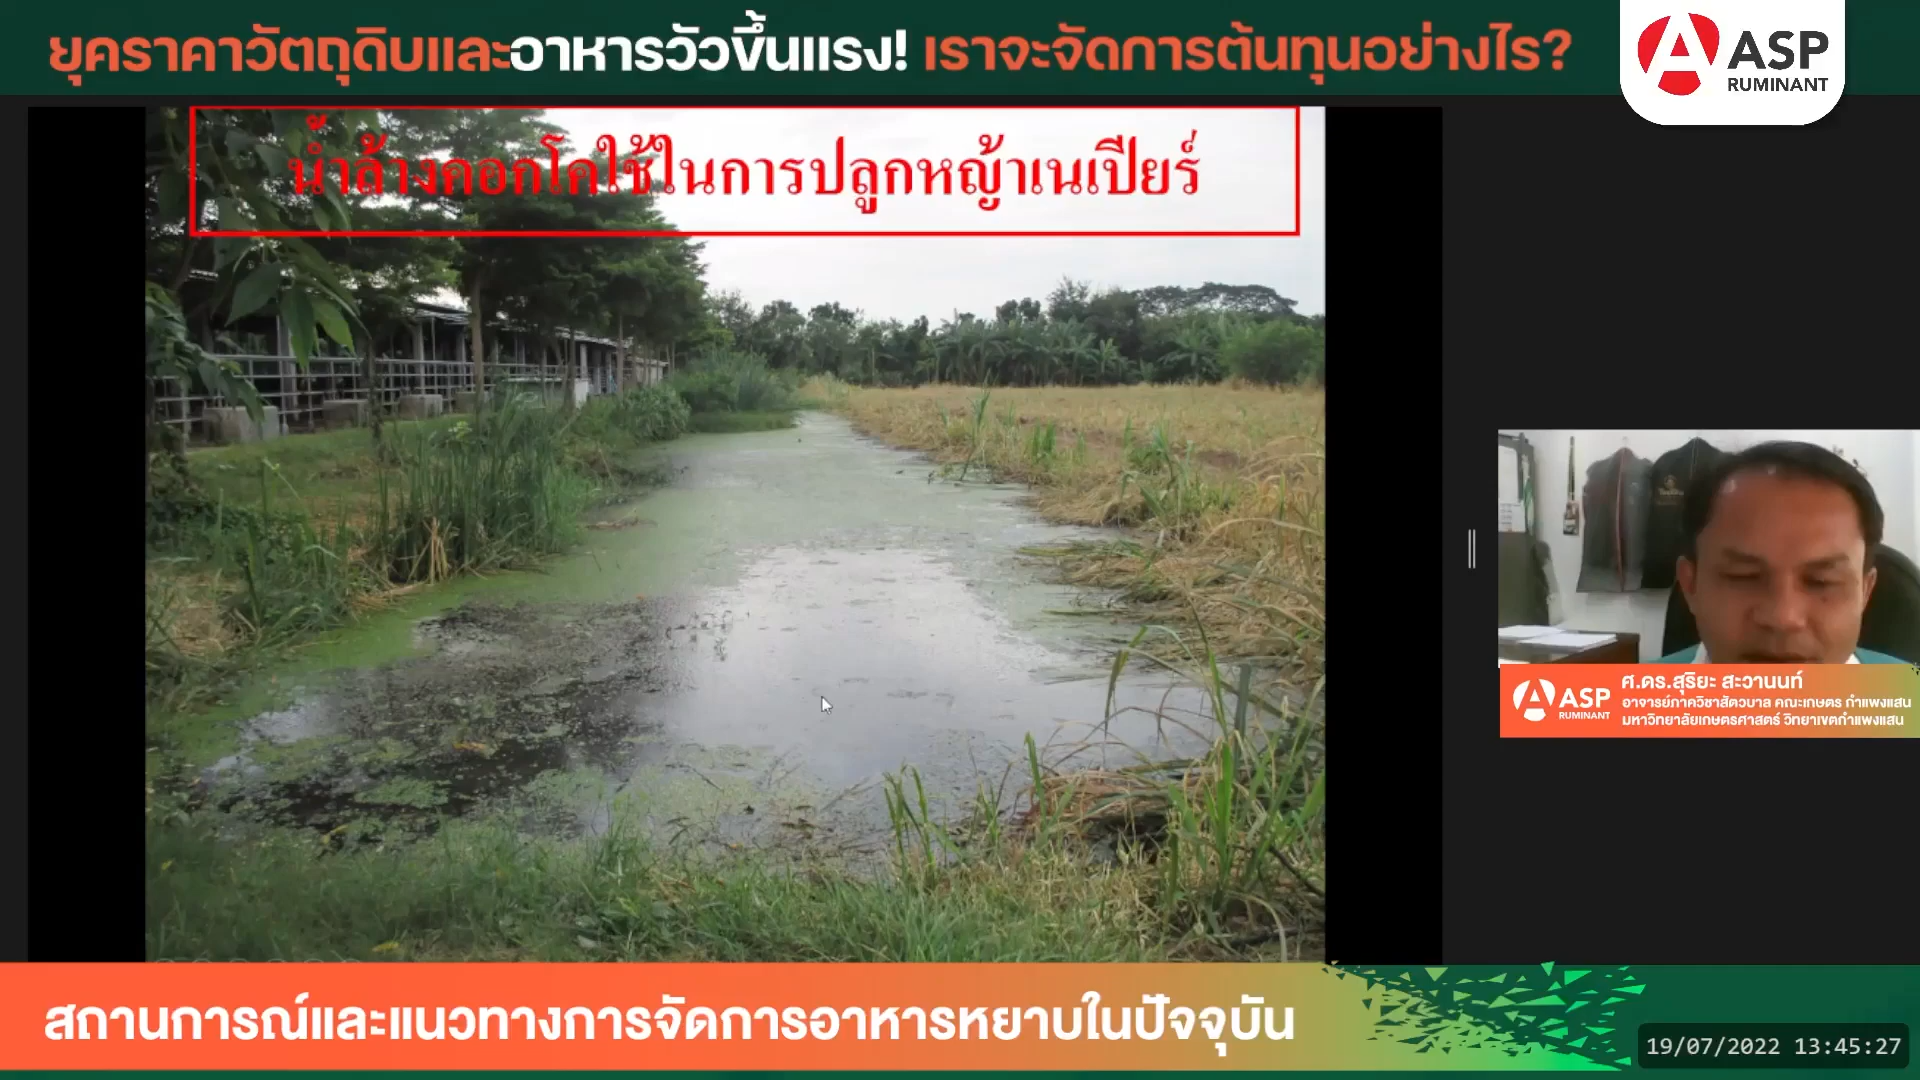 ยุคราคาวัตถุดิบและอาหารวัวขึ้นแรง! เราจะจัดการต้นทุนอย่างไร?
ASP
RUMINANT
น้ำล้างคอกโคใช้ในการปลูกหญ้าเนเปียร์
ASP
RUMINANT
ศ.ดร.สุริยะ สะวานนท์
อาจารย์ภาควิชาสัตวบาล คณะเกษตร กำแพงแสน
มหาวิทยาลัยเกษตรศาสตร์ วิทยาเขตกำแพงแสน
สถานการณ์และแนวทางการจัดการอาหารหยาบในปัจจุบัน
19/07/2022 13:45:27